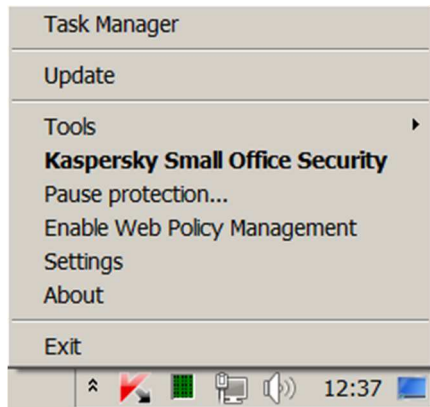 Task Manager
Update
Tools
Kaspersky Small Office Security
Pause protection...
Enable Web Policy Management
Settings
About
Exit
12:37